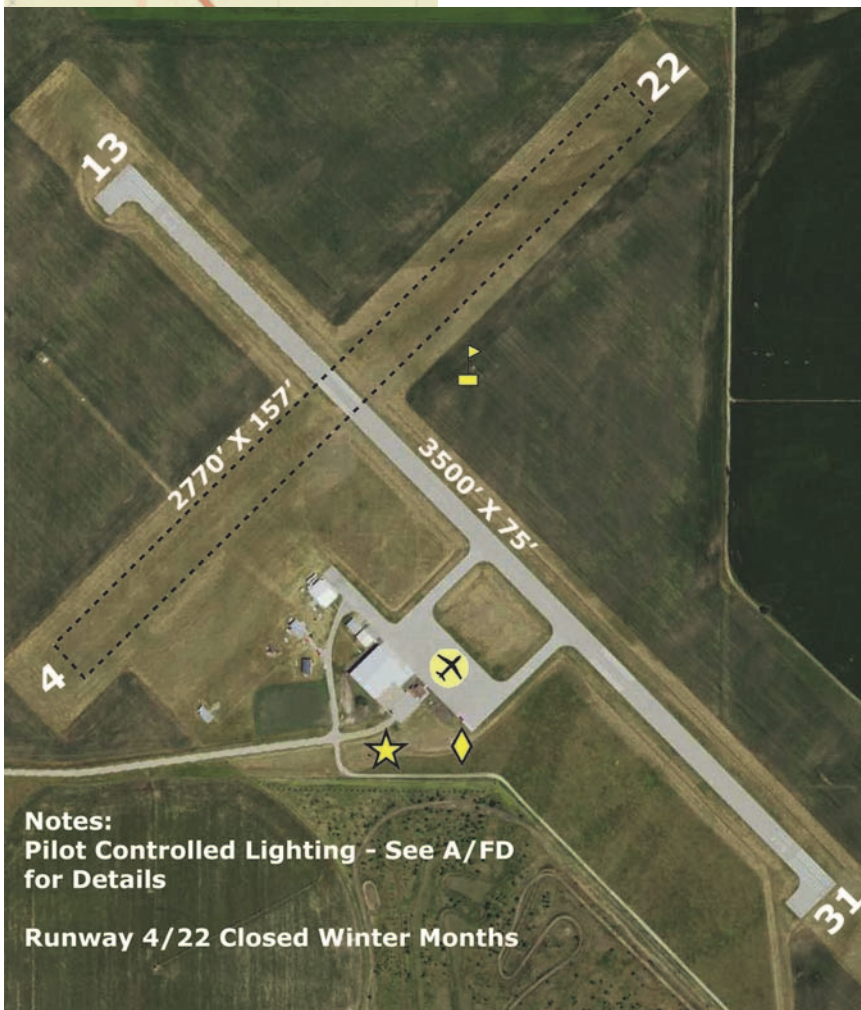 22
13
2770' X 157'
3500' X 75'
4
31
Notes:
Pilot Controlled Lighting - See A/FD
for Details
Runway 4/22 Closed Winter Months